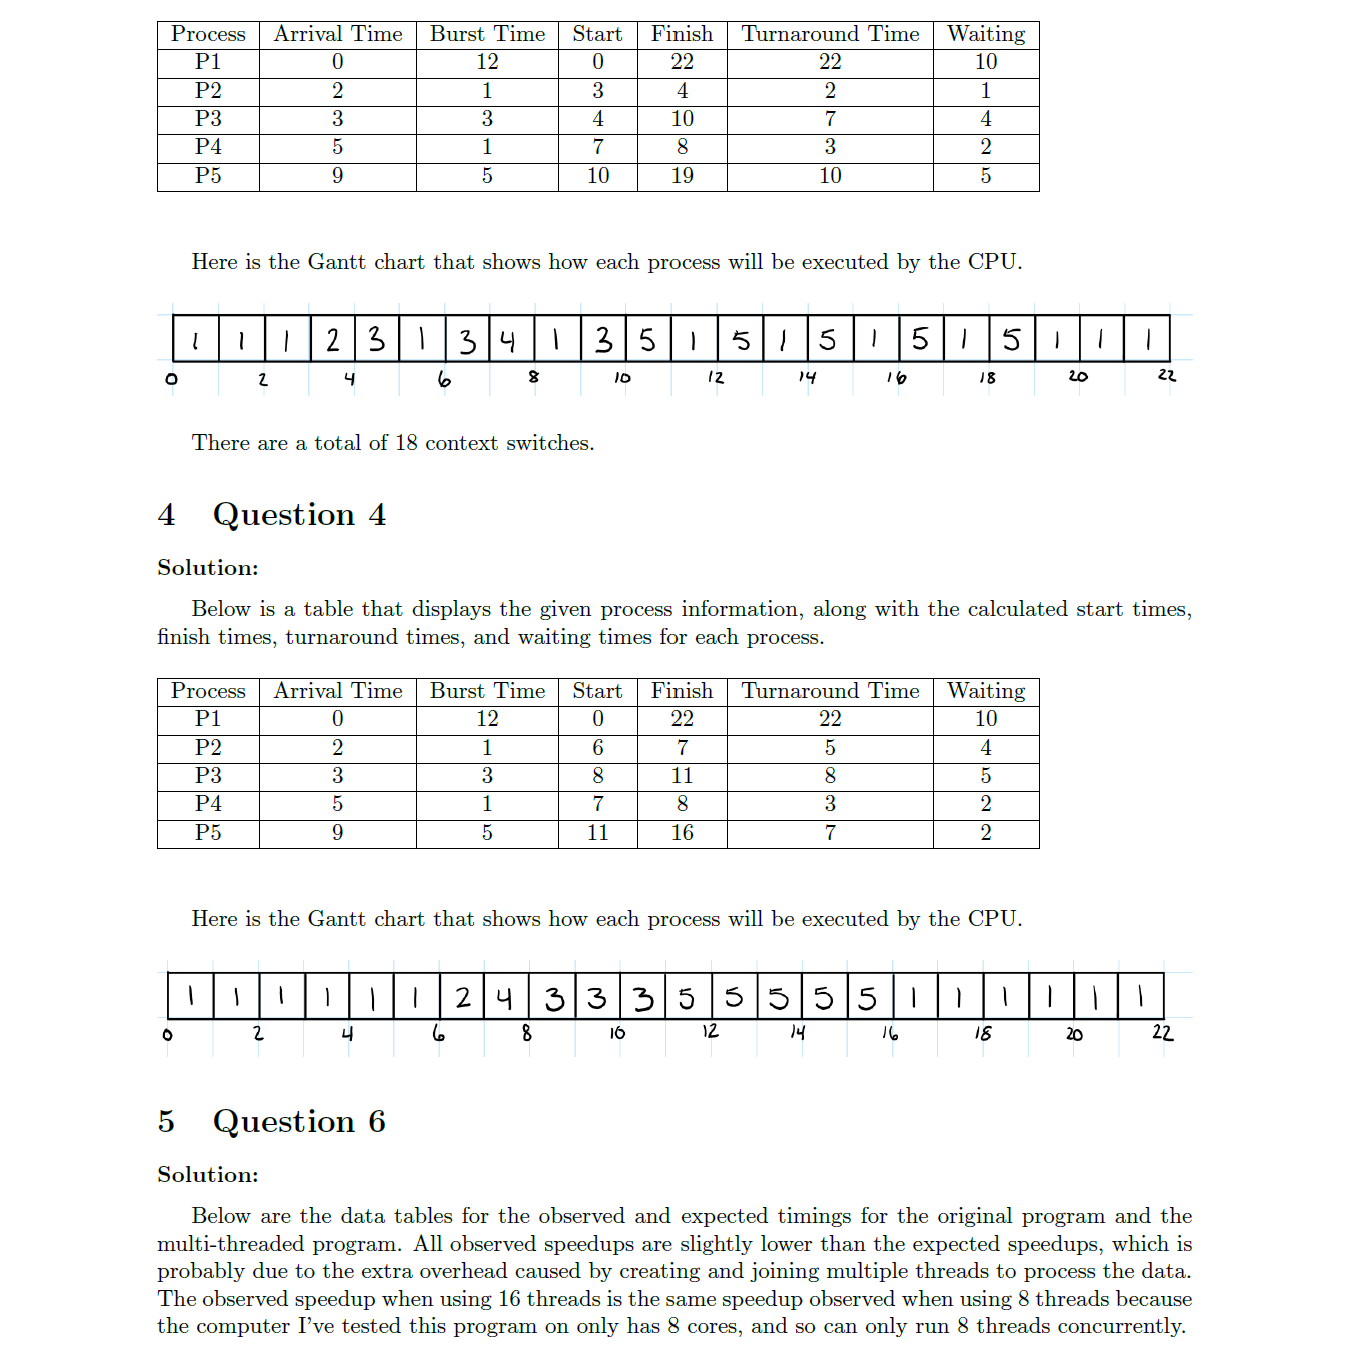 Process Arrival Time Burst Time Start Finish Turnaround Time Waiting
P1 0 12 0 22 22 10
P2 2 1 3 4 2 1
P3 3 3 4 10 7 4
P4 5 1 7 8 3 2
P5 9 5 10 19 10 5
Here is the Gantt chart that shows how each process will be executed by the CPU.
1 1 1 2 3 1 3 4 1 3 5 1 5 1 5 1 5 1 5 1 1 1
0 2 4 6 8 10 12 14 16 18 20 22
There are a total of 18 context switches.
4 Question 4
Solution:
Below is a table that displays the given process information, along with the calculated start times,
finish times, turnaround times, and waiting times for each process.
Process Arrival Time Burst Time Start Finish Turnaround Time Waiting
P1 0 12 0 22 22 10
P2 2 1 6 7 5 4
P3 3 3 8 11 8 5
P4 5 1 7 8 3 2
P5 9 5 11 16 7 2
Here is the Gantt chart that shows how each process will be executed by the CPU.
1 1 1 1 1 1 2 4 3 3 3 5 5 5 5 5 1 1 1 1 1 1
0 2 4 6 8 10 12 14 16 18 20 22
5 Question 6
Solution:
Below are the data tables for the observed and expected timings for the original program and the
multi-threaded program. All observed speedups are slightly lower than the expected speedups, which is
probably due to the extra overhead caused by creating and joining multiple threads to process the data.
The observed speedup when using 16 threads is the same speedup observed when using 8 threads because
the computer I've tested this program on only has 8 cores, and so can only run 8 threads concurrently.